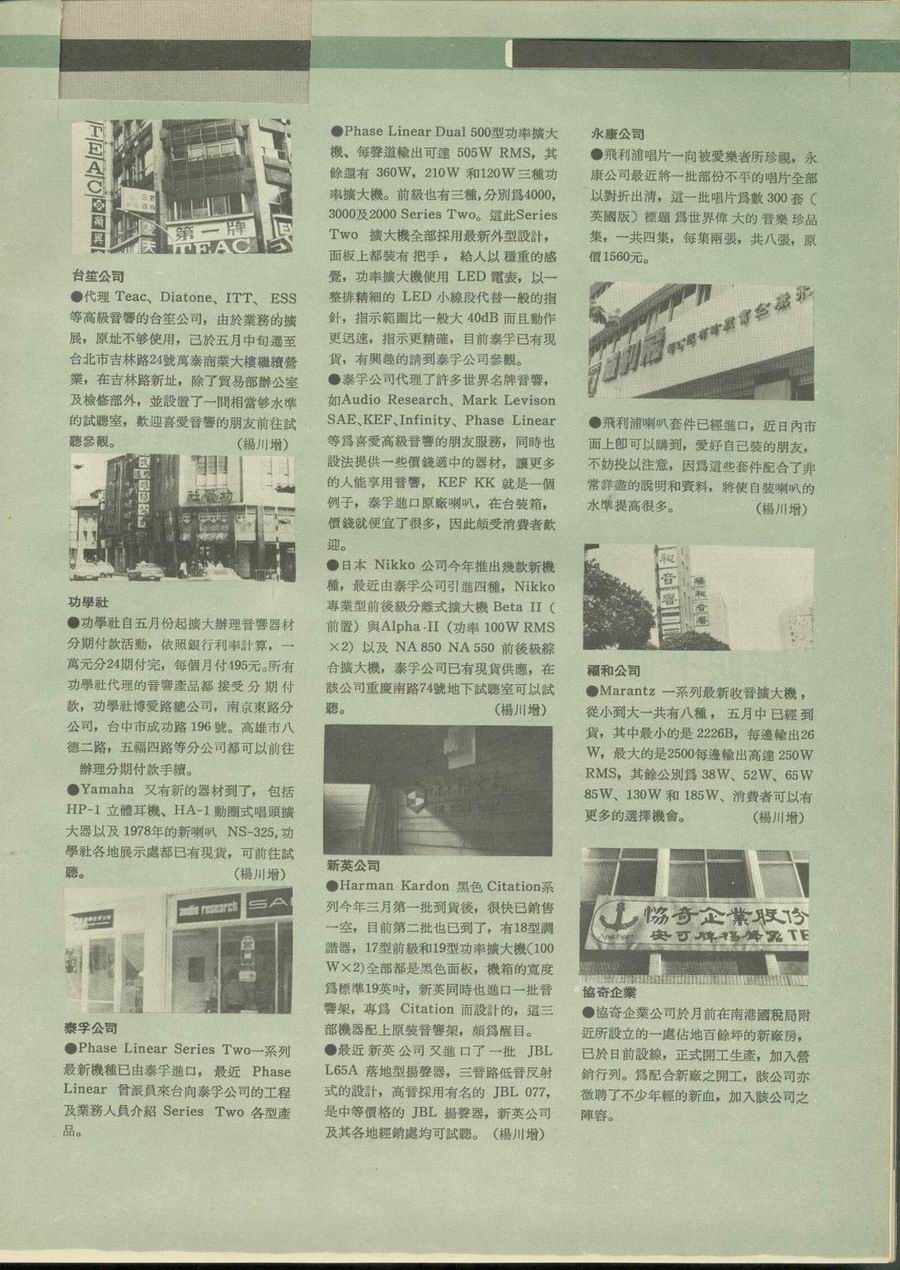 TEAC
第一牌
TEAC
台笙公司
●代理 Teac、Diatone、ITT、 ESS
等高級音響的台笙公司，由於業務的擴
展，原址不够使用，已於五月中旬遷至
台北市吉林路24號萬泰商業大樓繼續營
業，在吉林路新址，除了貿易部辦公室
及檢修部外，並設置了一間相當够水準
的試聽室，歡迎喜愛音響的朋友前往試
聽參觀。 （楊川增）
功學社
●功學社自五月份起擴大辦理音響器材
分期付款活動，依照銀行利率計算，一
萬元分24期付完，每個月付495元。所有
功學社代理的音響產品都 接受 分 期 付
款，功學社博愛路總公司，南京東路分
公司，台中市成功路 196 號。高雄市八
德二路，五福四路等分公司都可以前往
辦理分期付款手續。
●Yamaha 又有新的器材到了，包括
HP-1 立體耳機、HA-1 動圈式唱頭擴
大器以及 1978年的新喇叭 NS-325,功
學社各地展示處都已有現貨，可前往試
聽。 （楊川增）
audio research
SA
泰孚公司
●Phase Linear Series Two一系列
最新機種已由泰孚進口， 最近 Phase
Linear 曾派員來台向泰孚公司的工程
及業務人員介紹 Series Two 各型產
品。
●Phase Linear Dual 500型功率擴大
機、每聲道輸出可達 505W RMS，其
餘還有 360W，210W 和120W三種功
率擴大機。前級也有三種,分別爲4000,
3000及2000 Series Two。這此Series
Two 擴大機全部採用最新外型設計，
面板上都裝有 把手， 給人以 穩重的感
覺，功率擴大機使用 LED 電表，以一
整排精細的 LED 小線段代替一般的指
針，指示範圍比一般大 40dB 而且動作
更迅速，指示更精確，目前泰孚已有現
貨，有興趣的請到泰孚公司參觀。
●泰孚公司代理了許多世界名牌音響，
如Audio Research、Mark Levison
SAE、KEF、Infinity、Phase Linear
等爲喜愛高級音響的朋友服務，同時也
設法提供一些價錢適中的器材，讓更多
的人能享用音響， KEF KK 就是一個
例子，泰孚進口原廠喇叭，在台裝箱，
價錢就便宜了很多，因此頗受消費者歡
迎。
●日本 Nikko 公司今年推出幾款新機
種，最近由泰孚公司引進四種，Nikko
專業型前後級分離式擴大機 Beta II（
前置）與Alpha-II（功率 100W RMS
×2）以及 NA 850 NA 550 前後級綜
合擴大機，泰孚公司已有現貨供應，在
該公司重慶南路74號地下試聽室可以試
聽。 （楊川增）
新英公司
●Harman Kardon 黑色 Citation系
列今年三月第一批到貨後，很快已銷售
一空，目前第二批也已到了，有18型調
諧器，17型前級和19型功率擴大機(100
W×2)全部都是黑色面板，機箱的寬度
爲標準19英吋，新英同時也進口一批音
響架，專爲 Citation 而設計的，這三
部機器配上原裝音響架，頗爲醒目。
●最近 新英 公司 又進 口了 一批 JBL
L65A 落地型揚聲器，三音路低音反射
式的設計，高音採用有名的 JBL 077，
是中等價格的 JBL 揚聲器，新英公司
及其各地經銷處均可試聽。（楊川增）
永康公司
●飛利浦唱片一向被愛樂者所珍視，永
康公司最近將一批部份不平的唱片全部
以對折出清，這一批唱片爲數 300 套（
英國版）標題 爲世界偉 大的 音樂 珍品
集，一共四集，每集兩張，共八張，原
價1560元。
●飛利浦喇叭套件已經進口，近日內市
面上卽可以購到，愛好自己裝的朋友，
不妨投以注意，因爲這些套件配合了非
常詳盡的說明和資料，將使自裝喇叭的
水準提高很多。 （楊川增）
和音響
福和音響
福和公司
●Marantz 一系列最新收音擴大機，
從小到大一共有八種， 五月中 已經 到
貨，其中最小的是 2226B，每邊輸出26
W，最大的是2500每邊輸出高達 250W
RMS，其餘公別爲 38W、52W、65W
85W、130W 和 185W、消費者可以有
更多的選擇機會。 （楊川增）
協奇企業股份
Anchor
安可牌揚聲器 TE
協奇企業
●協奇企業公司於月前在南港國稅局附
近所設立的一處佔地百餘坪的新廠房，
已於日前設線，正式開工生產，加入營
銷行列。爲配合新廠之開工，該公司亦
徵聘了不少年輕的新血，加入該公司之
陣容。